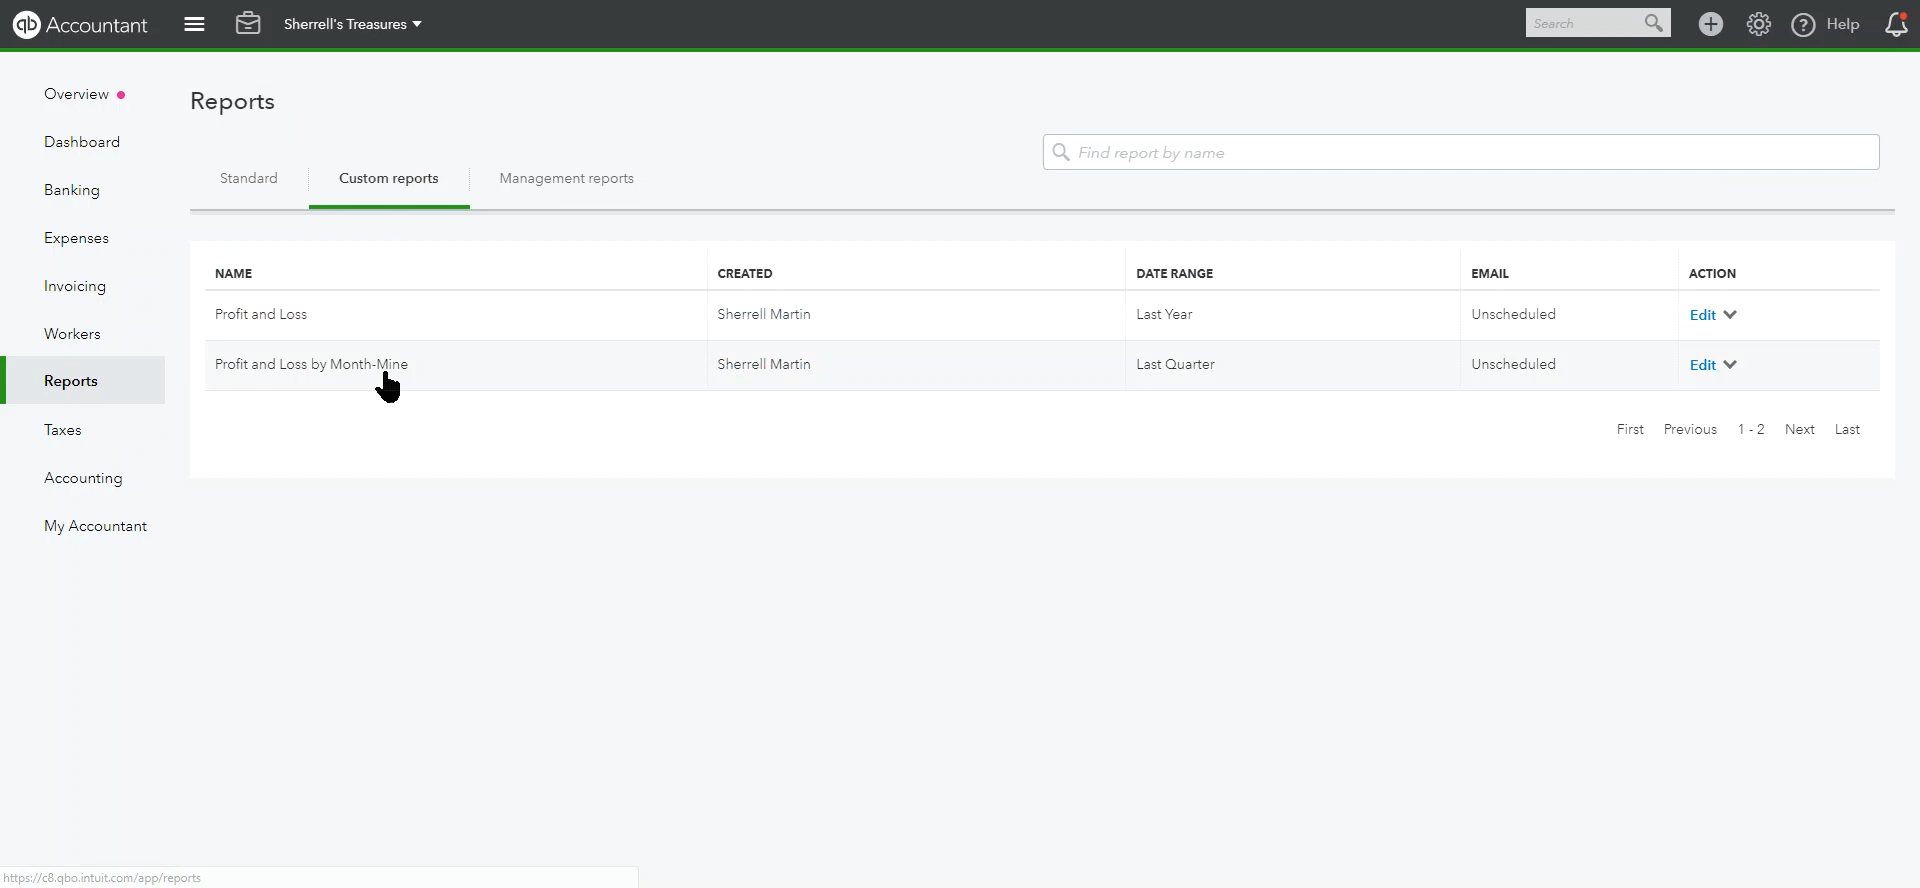 qb Accountant
Sherrell's Treasures
Search
Help
Overview
Dashboard
Banking
Expenses
Invoicing
Workers
Reports
Taxes
Accounting
My Accountant
Reports
Find report by name
Standard Custom reports Management reports
NAME CREATED DATE RANGE EMAIL ACTION
Profit and Loss Sherrell Martin Last Year Unscheduled Edit
Profit and Loss by Month-Mine Sherrell Martin Last Quarter Unscheduled Edit
First Previous 1 - 2 Next Last
https://c8.qbo.intuit.com/app/reports